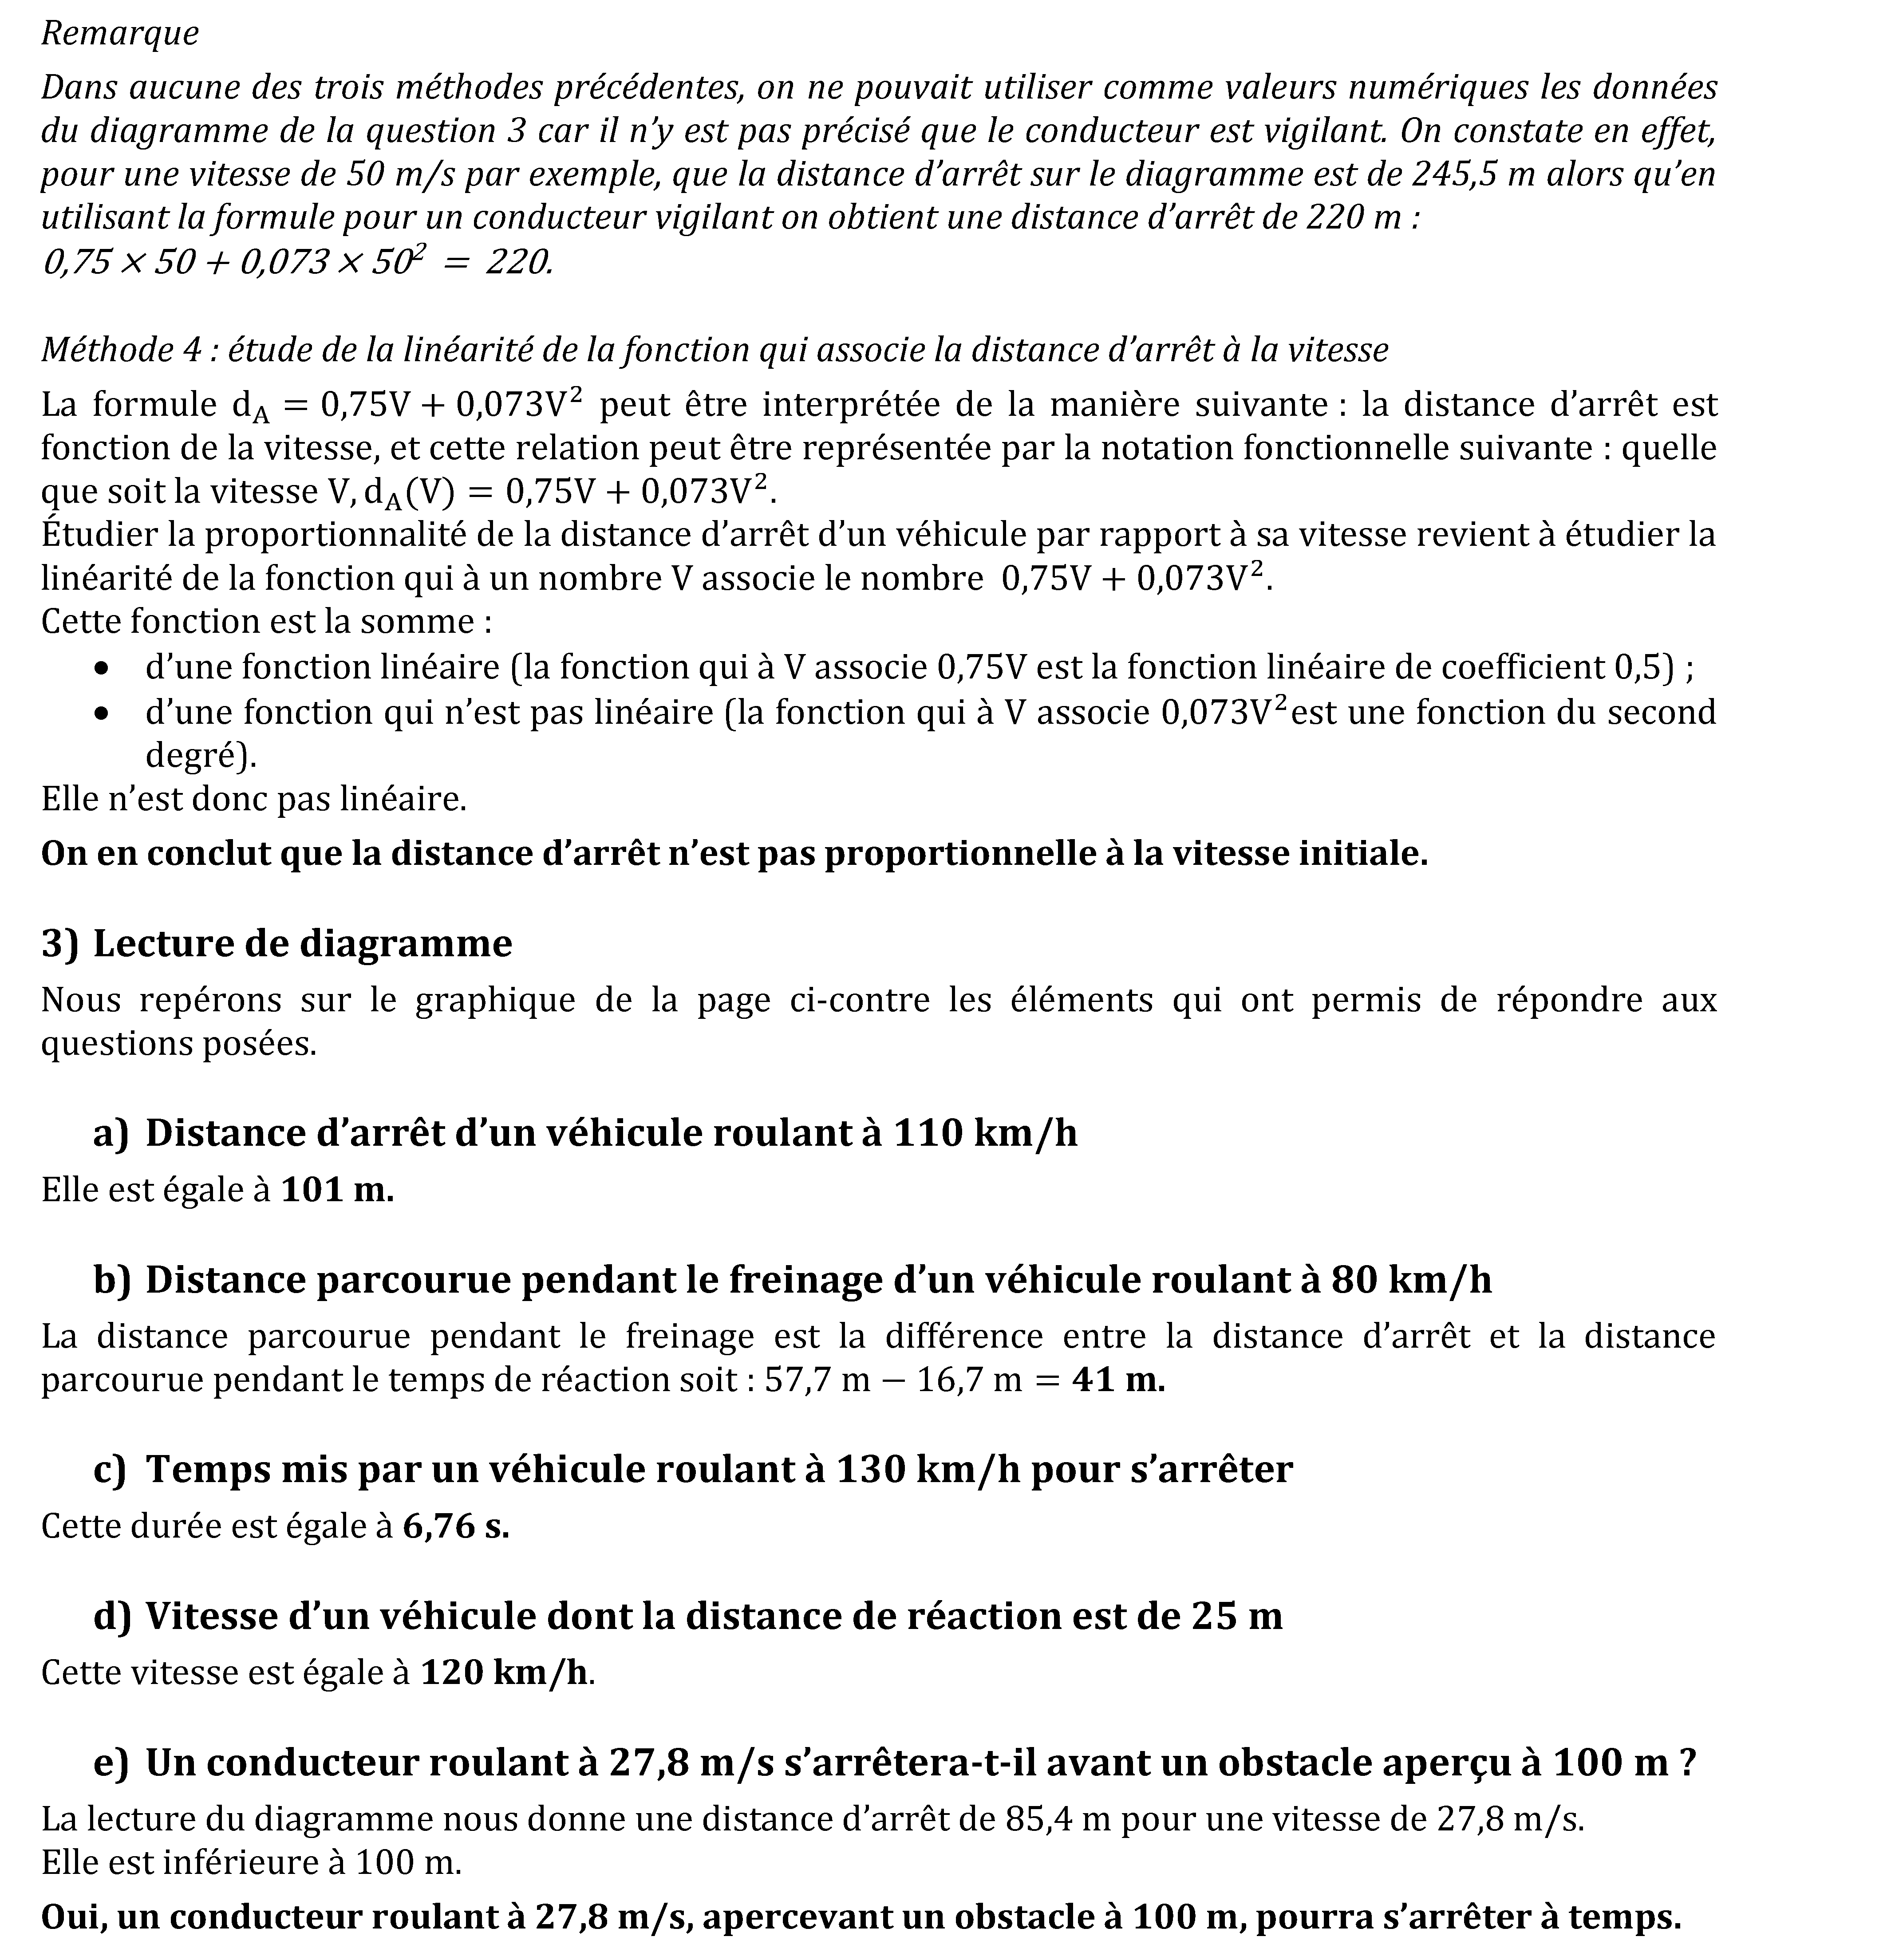 Remarque
Dans aucune des trois méthodes précédentes, on ne pouvait utiliser comme valeurs numériques les données
du diagramme de la question 3 car il n’y est pas précisé que le conducteur est vigilant. On constate en effet,
pour une vitesse de 50 m/s par exemple, que la distance d’arrêt sur le diagramme est de 245,5 m alors qu’en
utilisant la formule pour un conducteur vigilant on obtient une distance d’arrêt de 220 m :
0,75 × 50 + 0,073 × 50² = 220.
Méthode 4 : étude de la linéarité de la fonction qui associe la distance d’arrêt à la vitesse
La formule d_A = 0,75V + 0,073V² peut être interprétée de la manière suivante : la distance d’arrêt est
fonction de la vitesse, et cette relation peut être représentée par la notation fonctionnelle suivante : quelle
que soit la vitesse V, d_A(V) = 0,75V + 0,073V².
Étudier la proportionnalité de la distance d’arrêt d’un véhicule par rapport à sa vitesse revient à étudier la
linéarité de la fonction qui à un nombre V associe le nombre 0,75V + 0,073V².
Cette fonction est la somme :
• d’une fonction linéaire (la fonction qui à V associe 0,75V est la fonction linéaire de coefficient 0,5) ;
• d’une fonction qui n’est pas linéaire (la fonction qui à V associe 0,073V²est une fonction du second
degré).
Elle n’est donc pas linéaire.
On en conclut que la distance d’arrêt n’est pas proportionnelle à la vitesse initiale.
3) Lecture de diagramme
Nous repérons sur le graphique de la page ci-contre les éléments qui ont permis de répondre aux
questions posées.
a) Distance d’arrêt d’un véhicule roulant à 110 km/h
Elle est égale à 101 m.
b) Distance parcourue pendant le freinage d’un véhicule roulant à 80 km/h
La distance parcourue pendant le freinage est la différence entre la distance d’arrêt et la distance
parcourue pendant le temps de réaction soit : 57,7 m − 16,7 m = 41 m.
c) Temps mis par un véhicule roulant à 130 km/h pour s’arrêter
Cette durée est égale à 6,76 s.
d) Vitesse d’un véhicule dont la distance de réaction est de 25 m
Cette vitesse est égale à 120 km/h.
e) Un conducteur roulant à 27,8 m/s s’arrêtera-t-il avant un obstacle aperçu à 100 m ?
La lecture du diagramme nous donne une distance d’arrêt de 85,4 m pour une vitesse de 27,8 m/s.
Elle est inférieure à 100 m.
Oui, un conducteur roulant à 27,8 m/s, apercevant un obstacle à 100 m, pourra s’arrêter à temps.